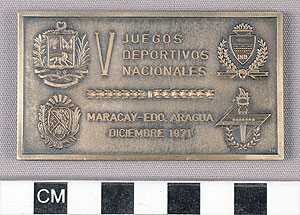 V
JUEGOS
DEPORTIVOS
NACIONALES
MARACAY-EDO. ARAGUA
DICIEMBRE 1971
CM